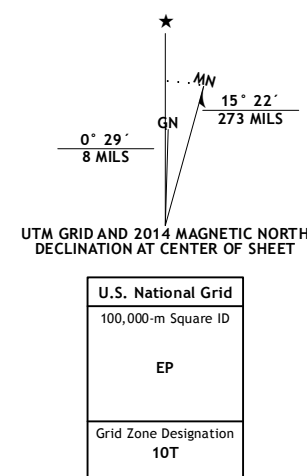 ★
MN
GN
15° 22´
273 MILS
0° 29´
8 MILS
UTM GRID AND 2014 MAGNETIC NORTH
DECLINATION AT CENTER OF SHEET
U.S. National Grid
100,000-m Square ID
EP
Grid Zone Designation
10T